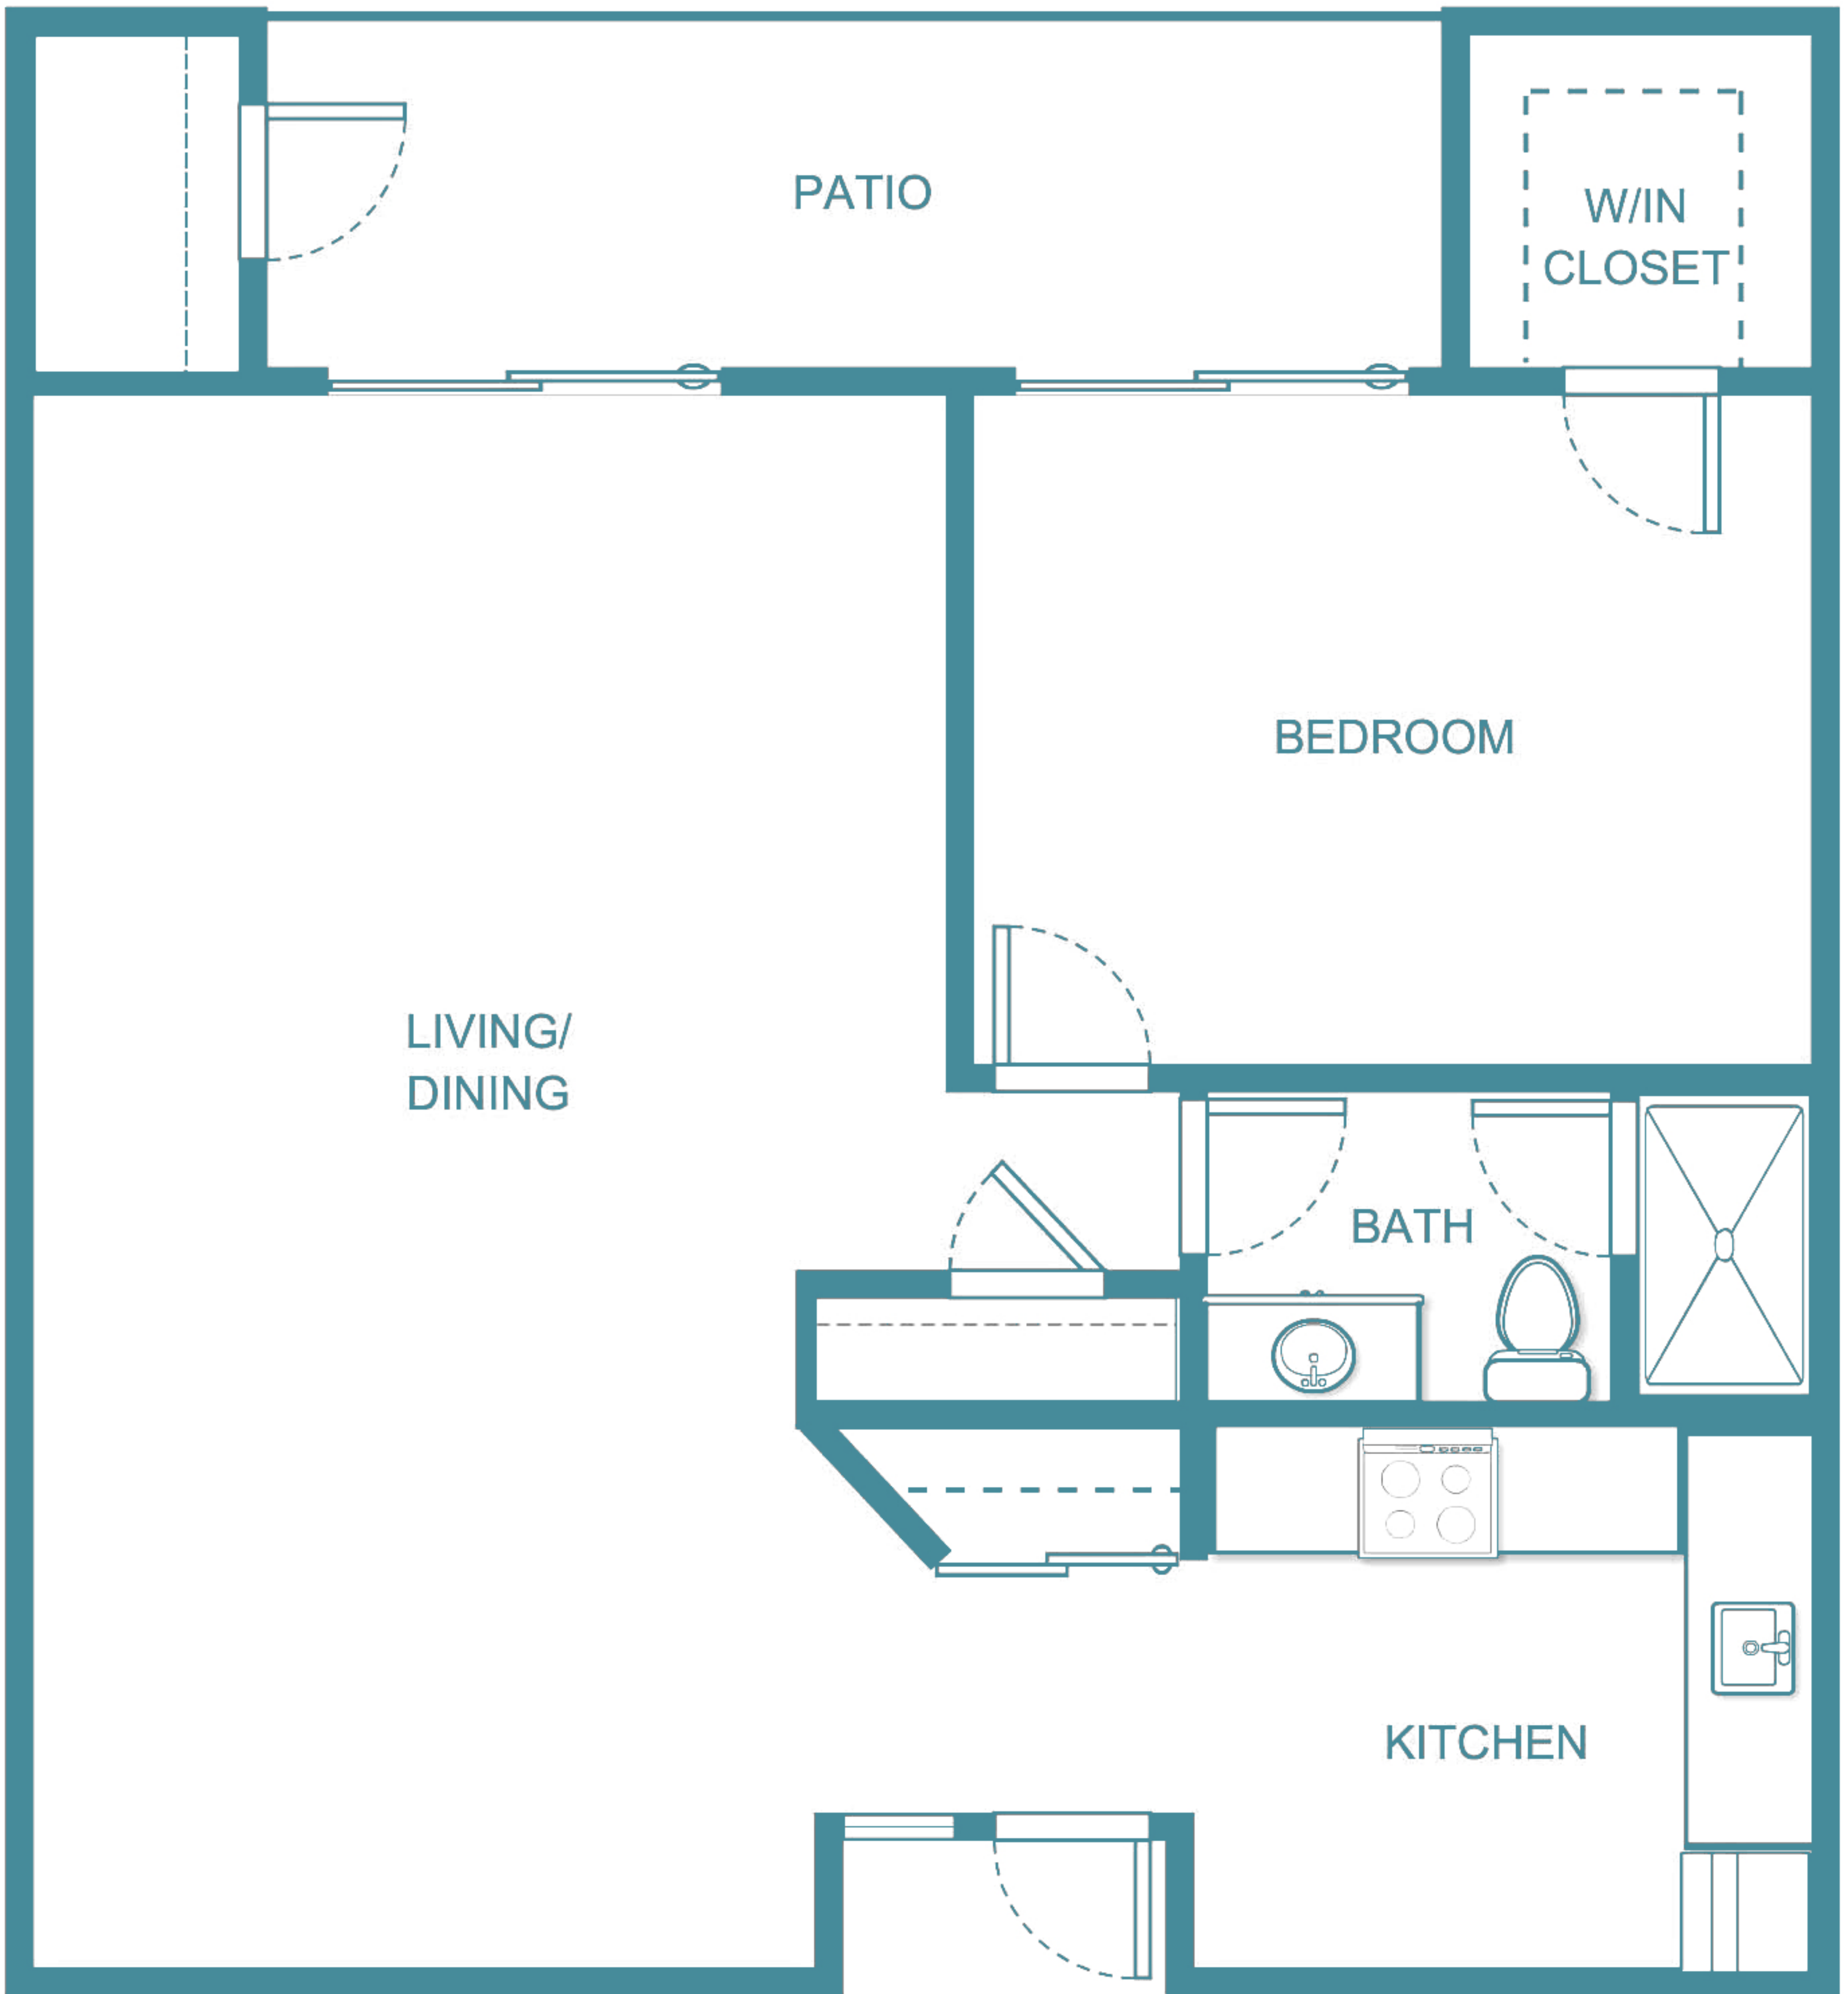 PATIO
W/IN
CLOSET
BEDROOM
LIVING/
DINING
BATH
KITCHEN